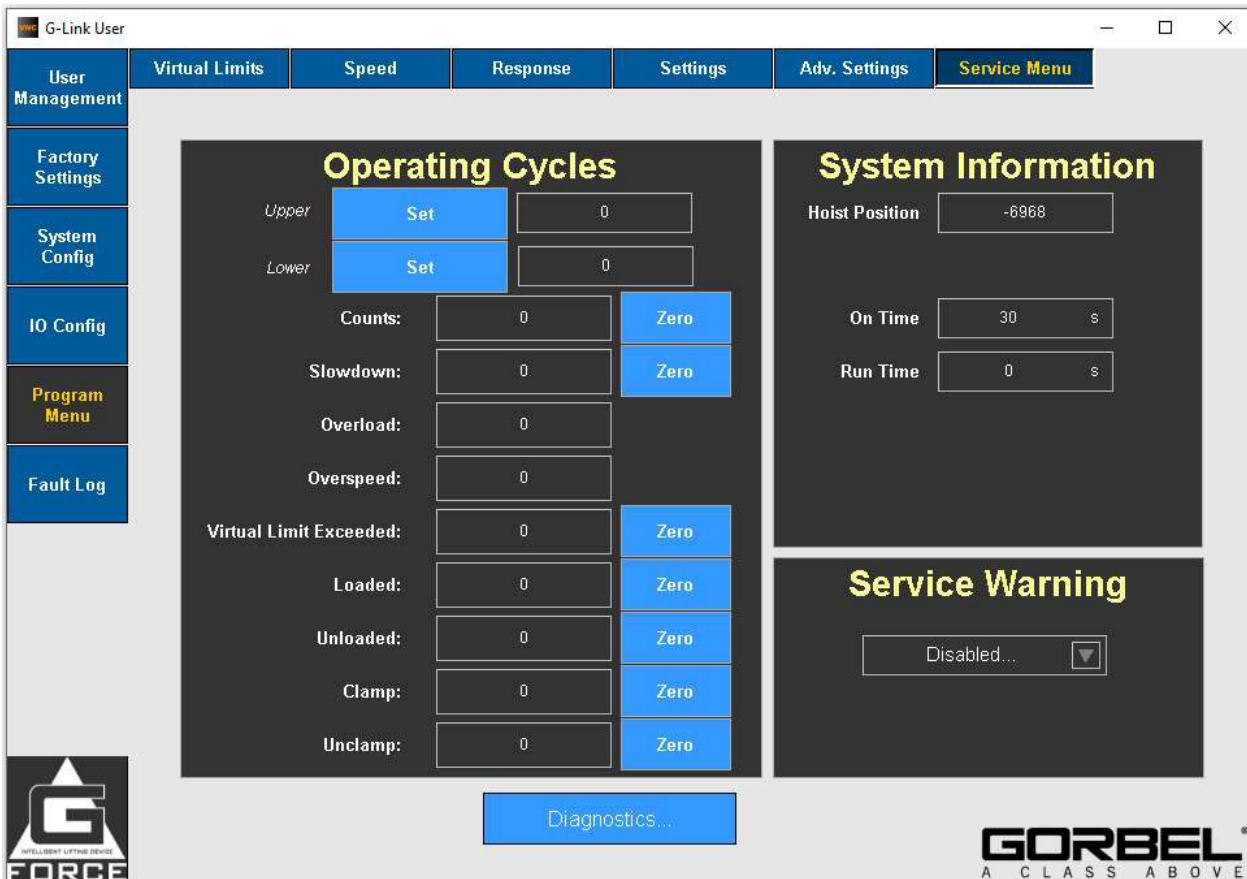 VNC G-Link User
User
Management
Factory
Settings
System
Config
IO Config
Program
Menu
Fault Log
Virtual Limits Speed Response Settings Adv. Settings Service Menu
Operating Cycles
Upper Set 0
Lower Set 0
Counts: 0 Zero
Slowdown: 0 Zero
Overload: 0
Overspeed: 0
Virtual Limit Exceeded: 0 Zero
Loaded: 0 Zero
Unloaded: 0 Zero
Clamp: 0 Zero
Unclamp: 0 Zero
System Information
Hoist Position -6968
On Time 30 s
Run Time 0 s
Service Warning
Disabled...
Diagnostics...
G
INTELLIGENT LIFTING DEVICE
FORCE
GORBEL®
A CLASS ABOVE